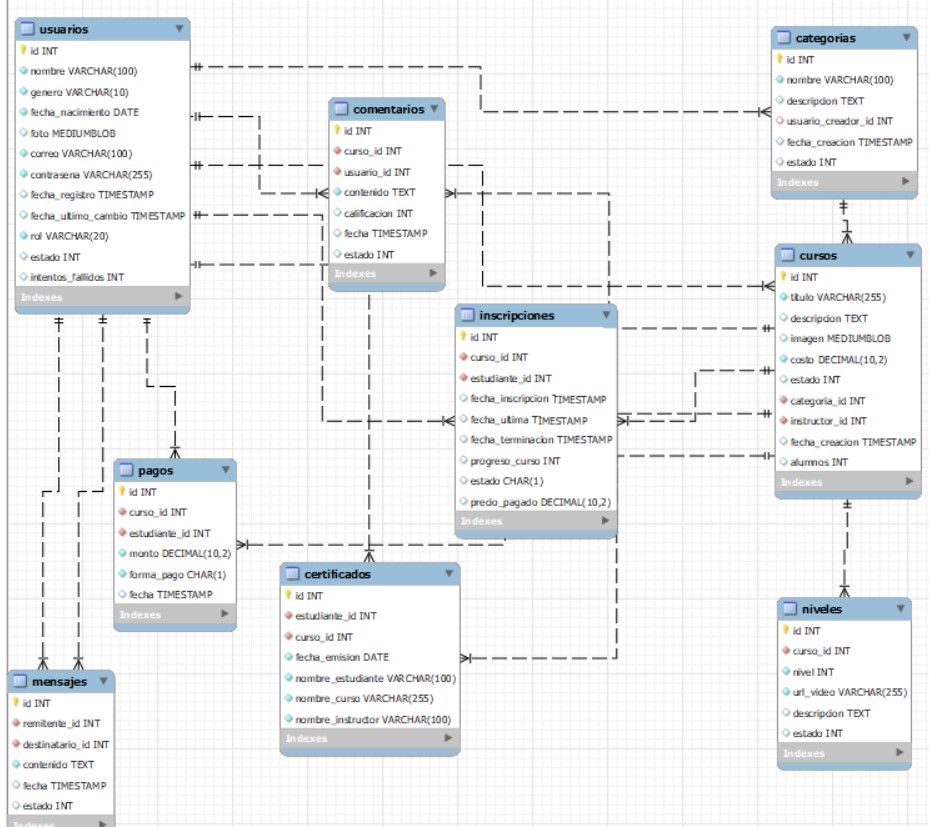 usuarios
id INT
nombre VARCHAR(100)
genero VARCHAR(10)
fecha_nacimiento DATE
foto MEDIUMBLOB
correo VARCHAR(100)
contrasena VARCHAR(255)
fecha_registro TIMESTAMP
fecha_ultimo_cambio TIMESTAMP
rol VARCHAR(20)
estado INT
intentos_fallidos INT
Indexes
comentarios
id INT
curso_id INT
usuario_id INT
contenido TEXT
calificacion INT
fecha TIMESTAMP
estado INT
Indexes
categorias
id INT
nombre VARCHAR(100)
descripcion TEXT
usuario_creador_id INT
fecha_creacion TIMESTAMP
estado INT
Indexes
cursos
id INT
titulo VARCHAR(255)
descripcion TEXT
imagen MEDIUMBLOB
costo DECIMAL(10,2)
estado INT
categoria_id INT
instructor_id INT
fecha_creacion TIMESTAMP
alumnos INT
Indexes
inscripciones
id INT
curso_id INT
estudiante_id INT
fecha_inscripcion TIMESTAMP
fecha_ultima TIMESTAMP
fecha_terminacion TIMESTAMP
progreso_curso INT
estado CHAR(1)
precio_pagado DECIMAL(10,2)
Indexes
pagos
id INT
curso_id INT
estudiante_id INT
monto DECIMAL(10,2)
forma_pago CHAR(1)
fecha TIMESTAMP
Indexes
certificados
id INT
estudiante_id INT
curso_id INT
fecha_emision DATE
nombre_estudiante VARCHAR(100)
nombre_curso VARCHAR(255)
nombre_instructor VARCHAR(100)
Indexes
niveles
id INT
curso_id INT
nivel INT
url_video VARCHAR(255)
descripcion TEXT
estado INT
Indexes
mensajes
id INT
remitente_id INT
destinatario_id INT
contenido TEXT
fecha TIMESTAMP
estado INT
Indexes